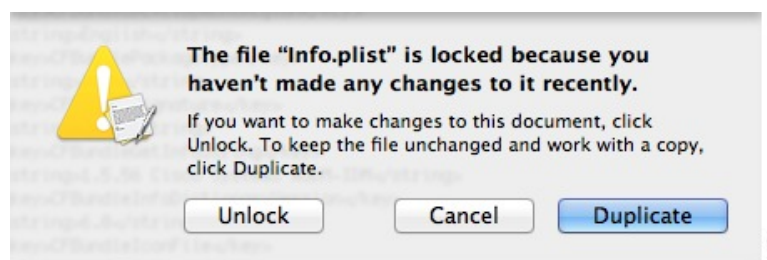 The file “Info.plist” is locked because you
haven't made any changes to it recently.
If you want to make changes to this document, click
Unlock. To keep the file unchanged and work with a copy,
click Duplicate.
Unlock Cancel Duplicate